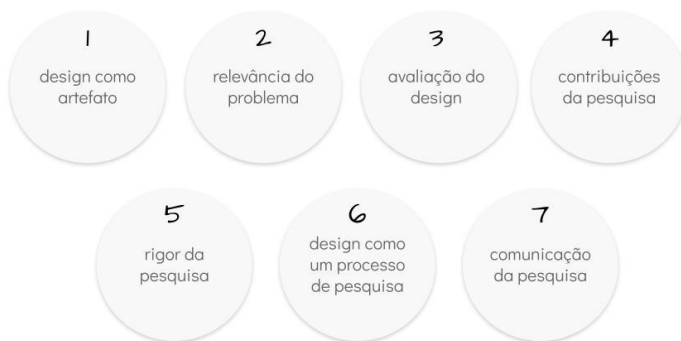 1
design como
artefato
2
relevância do
problema
3
avaliação do
design
4
contribuições
da pesquisa
5
rigor da
pesquisa
6
design como
um processo
de pesquisa
7
comunicação
da pesquisa